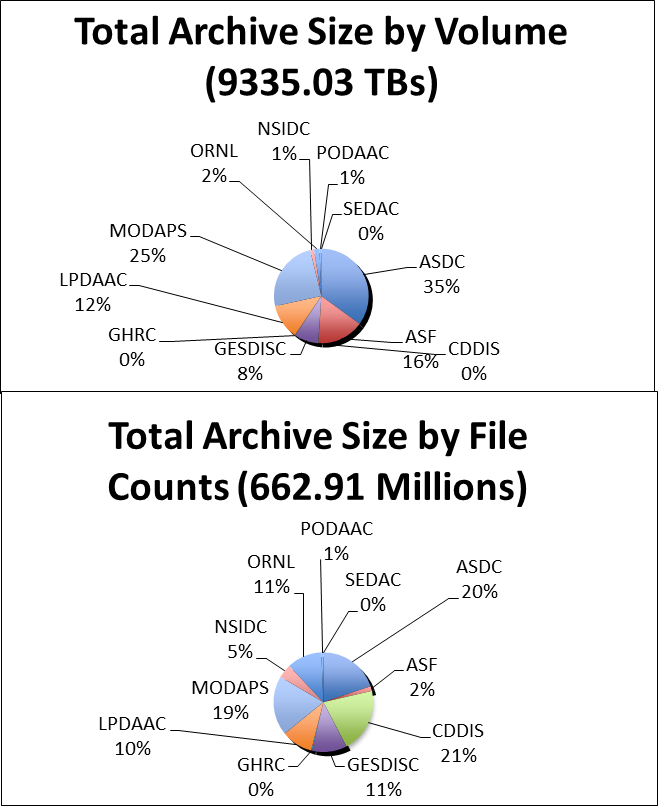 Total Archive Size by Volume
(9335.03 TBs)
NSIDC
1%
ORNL
2%
PODAAC
1%
SEDAC
0%
MODAPS
25%
ASDC
35%
LPDAAC
12%
GHRC
0%
GESDISC
8%
ASF
16%
CDDIS
0%
Total Archive Size by File
Counts (662.91 Millions)
PODAAC
1%
ORNL
11%
SEDAC
0%
ASDC
20%
NSIDC
5%
ASF
2%
MODAPS
19%
LPDAAC
10%
CDDIS
21%
GHRC
0%
GESDISC
11%